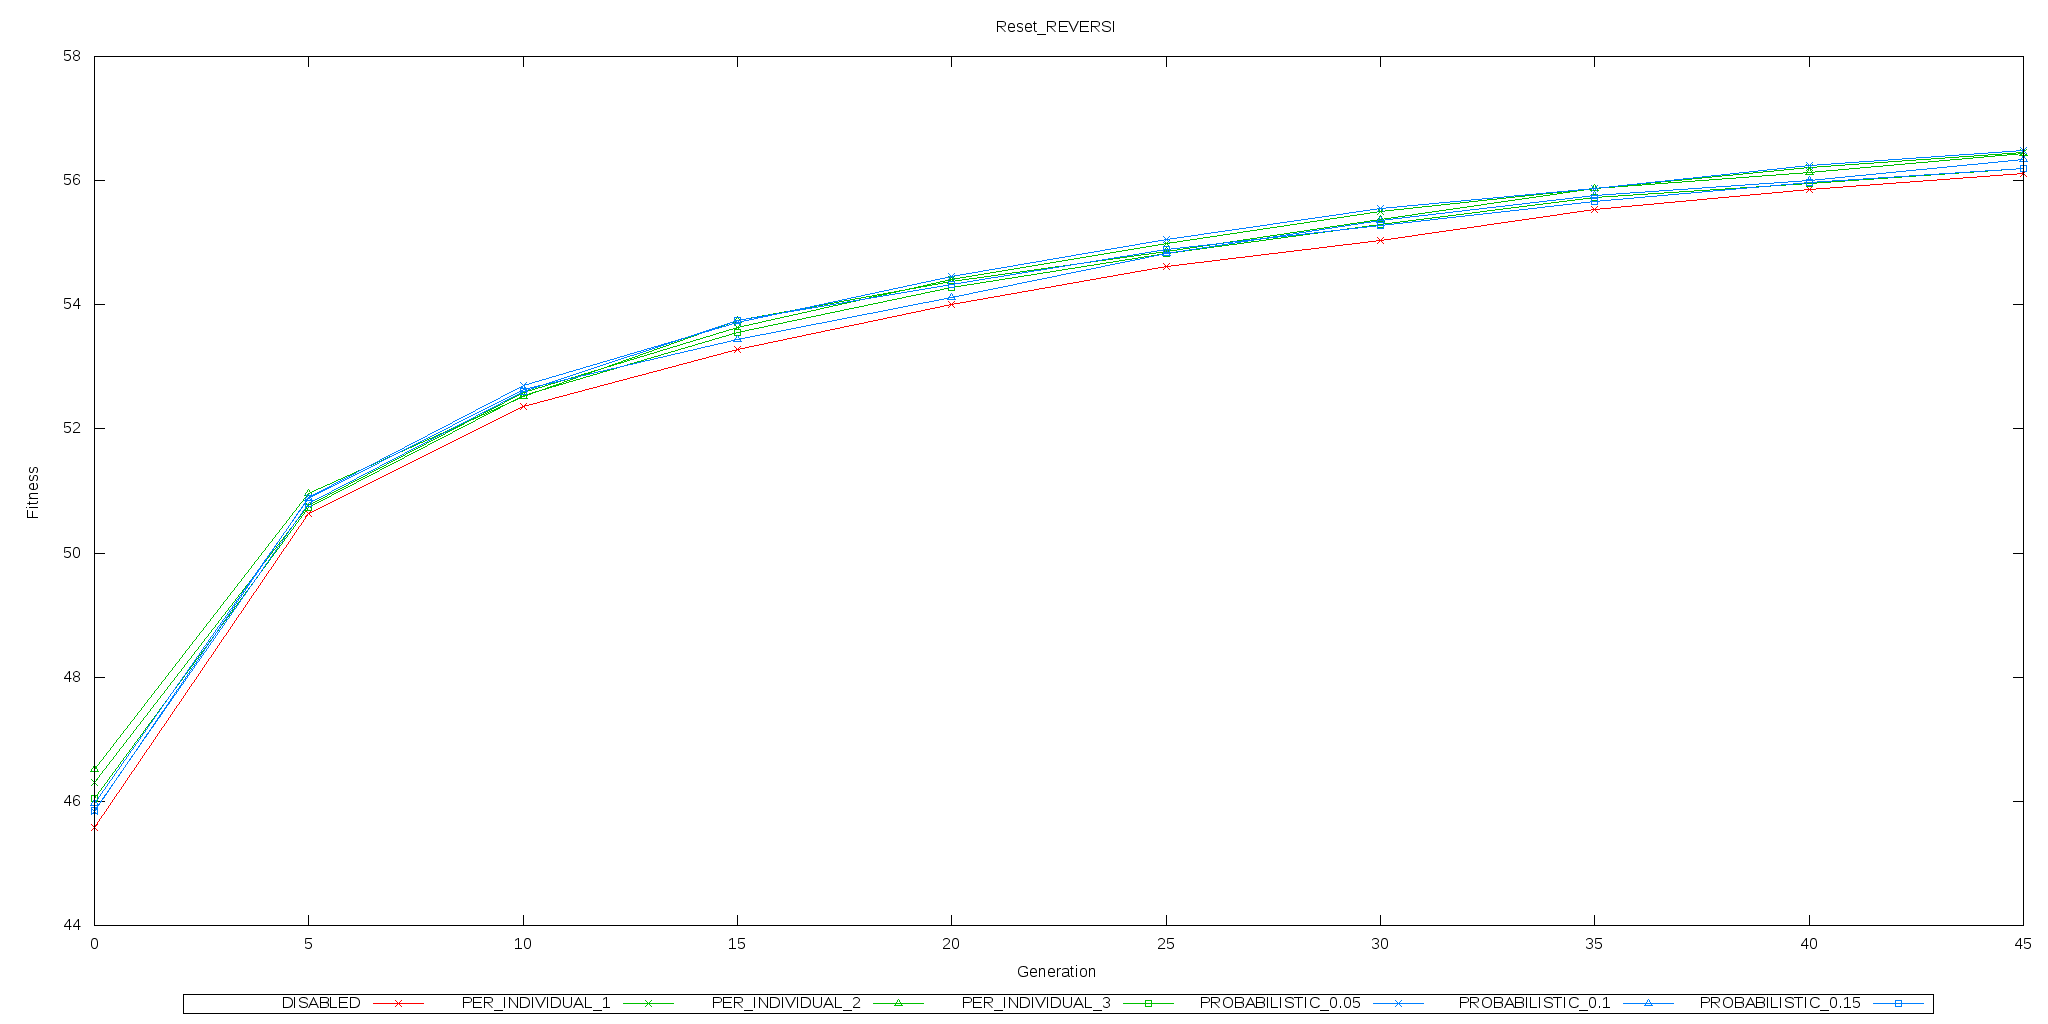 Reset_REVERSI
58
56
54
52
50
48
46
44
Fitness
0 5 10 15 20 25 30 35 40 45
Generation
DISABLED PER_INDIVIDUAL_1 PER_INDIVIDUAL_2 PER_INDIVIDUAL_3 PROBABILISTIC_0.05 PROBABILISTIC_0.1 PROBABILISTIC_0.15